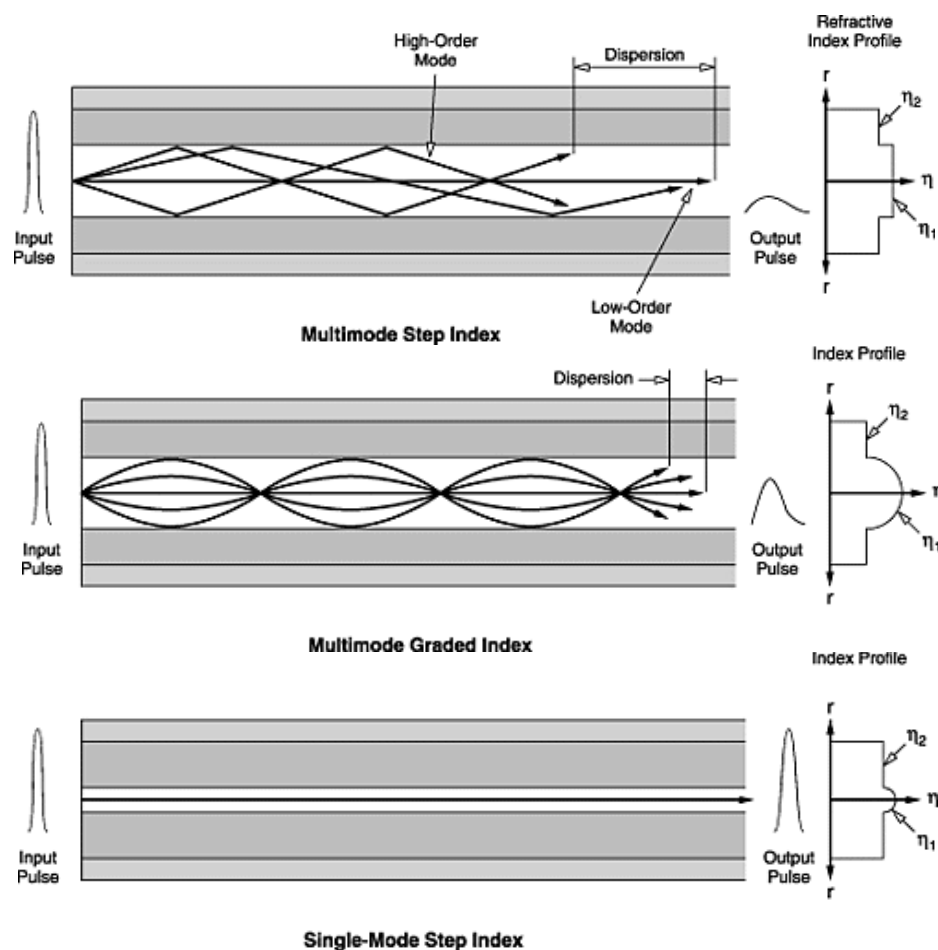 High-Order
Mode
Dispersion
Refractive
Index Profile
r
η2
η
η1
r
Input
Pulse
Output
Pulse
Low-Order
Mode
Multimode Step Index
Index Profile
Dispersion
r
η2
η
η1
r
Input
Pulse
Output
Pulse
Multimode Graded Index
Index Profile
r
η2
η
η1
r
Input
Pulse
Output
Pulse
Single-Mode Step Index